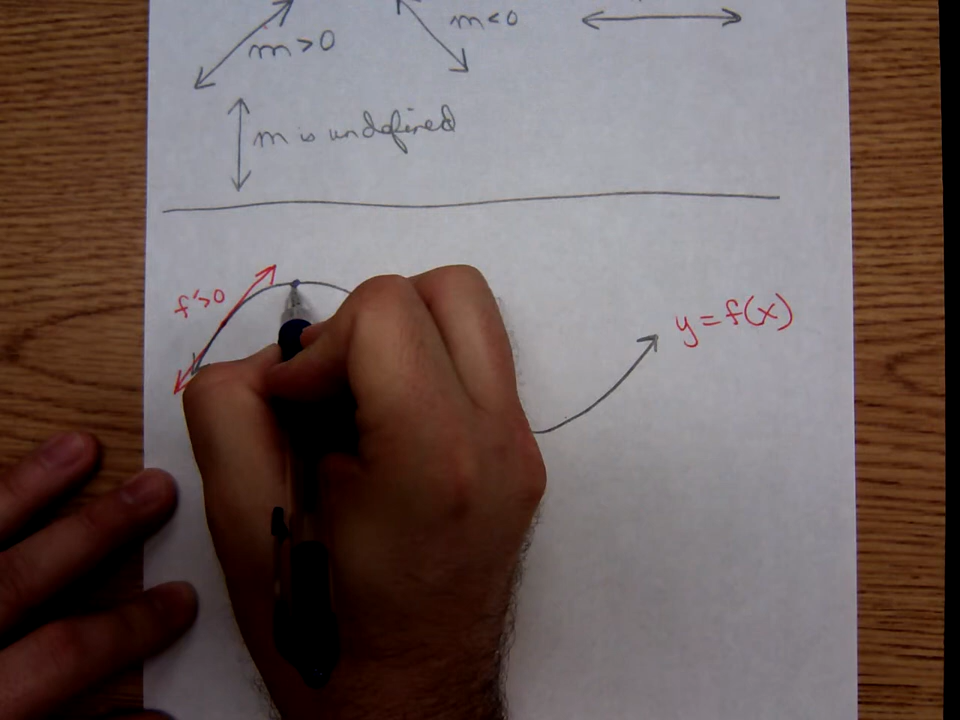 m > 0
m < 0
m is undefined
f' > 0
y = f(x)